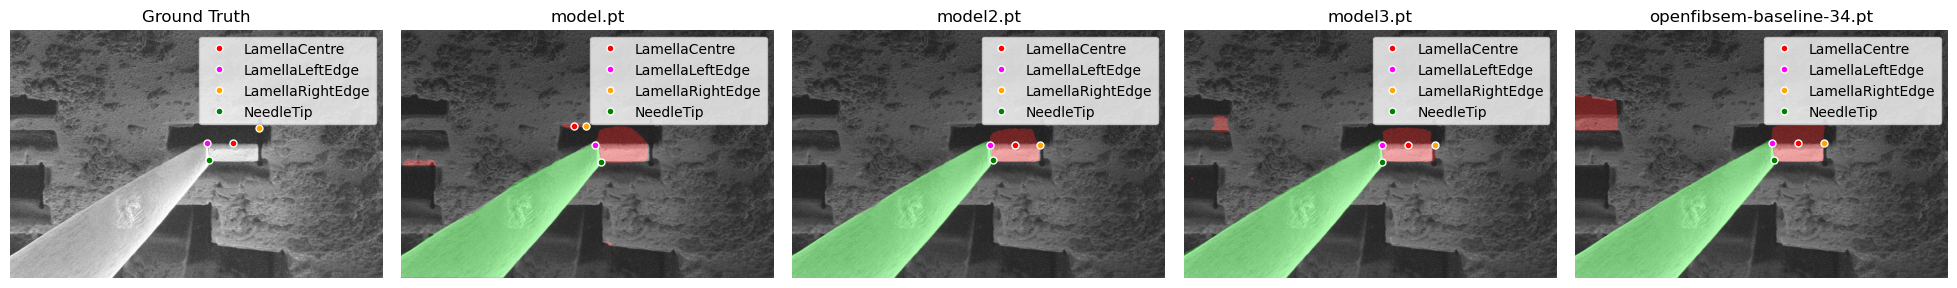 Ground Truth
LamellaCentre
LamellaLeftEdge
LamellaRightEdge
NeedleTip
model.pt
LamellaCentre
LamellaLeftEdge
LamellaRightEdge
NeedleTip
model2.pt
LamellaCentre
LamellaLeftEdge
LamellaRightEdge
NeedleTip
model3.pt
LamellaCentre
LamellaLeftEdge
LamellaRightEdge
NeedleTip
openfibsem-baseline-34.pt
LamellaCentre
LamellaLeftEdge
LamellaRightEdge
NeedleTip